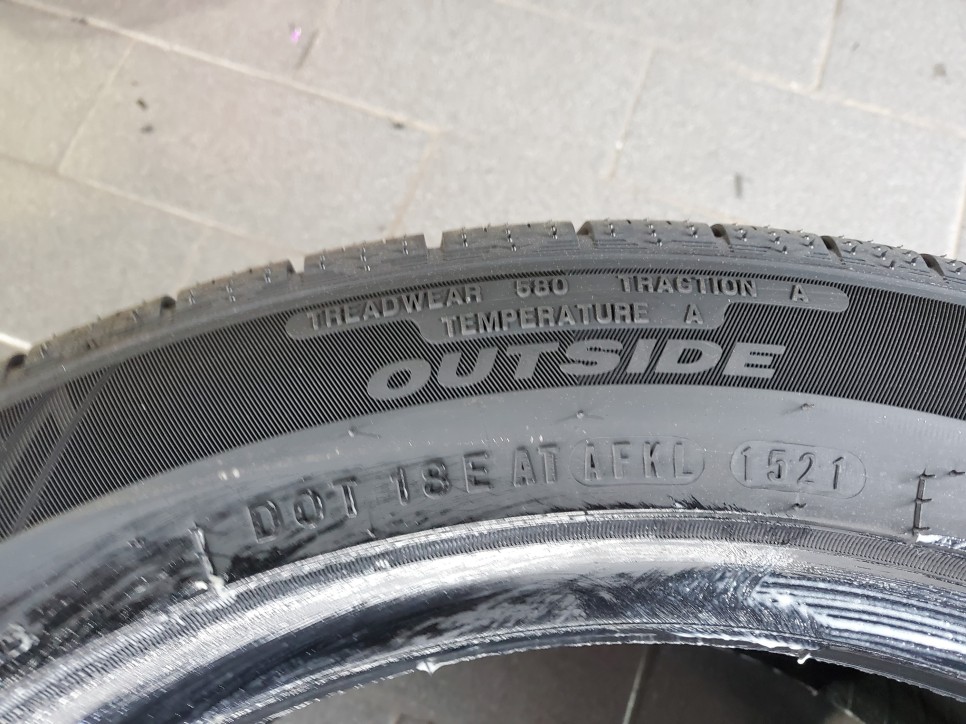 TREADWEAR 580 TRACTION A
TEMPERATURE A
OUTSIDE
DOT 18E AT AFKL 1521